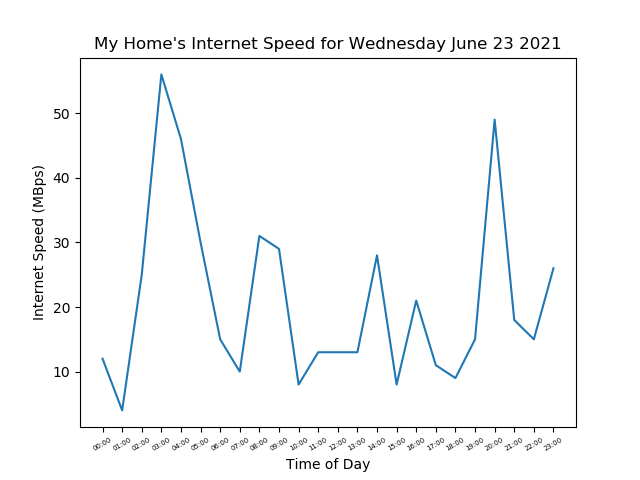 My Home's Internet Speed for Wednesday June 23 2021
50
40
30
20
10
Internet Speed (MBps)
00:00 01:00 02:00 03:00 04:00 05:00 06:00 07:00 08:00 09:00 10:00 11:00 12:00 13:00 14:00 15:00 16:00 17:00 18:00 19:00 20:00 21:00 22:00 23:00
Time of Day